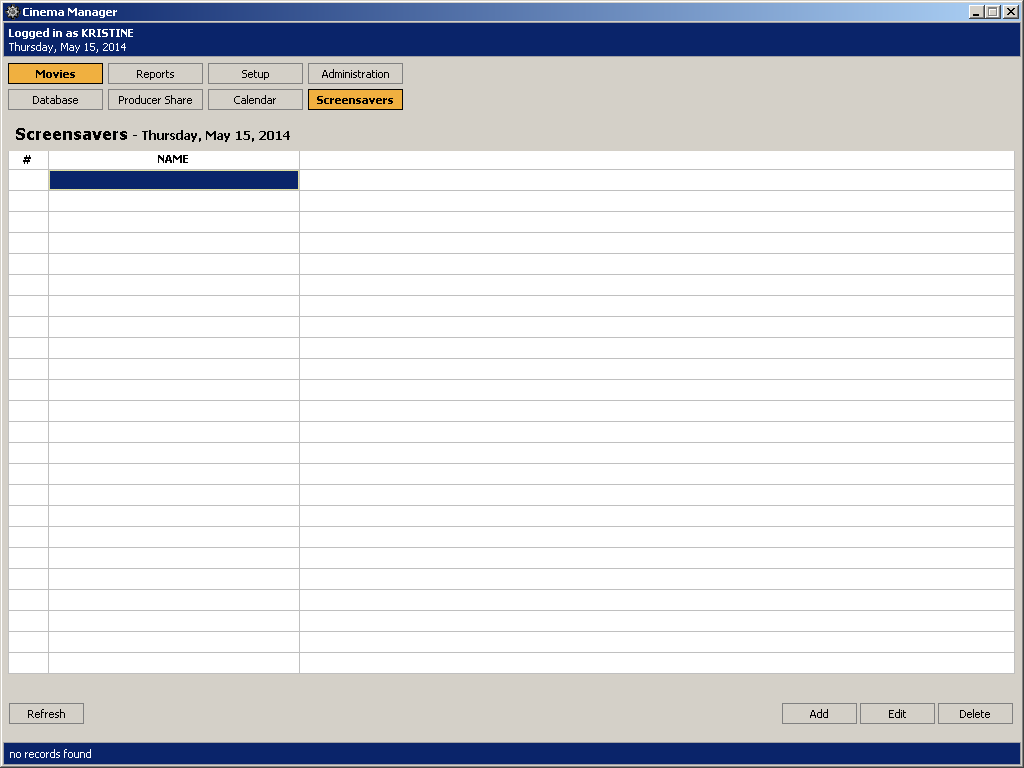 Cinema Manager
Logged in as KRISTINE
Thursday, May 15, 2014
Movies Reports Setup Administration
Database Producer Share Calendar Screensavers
Screensavers - Thursday, May 15, 2014
# NAME
Refresh Add Edit Delete
no records found